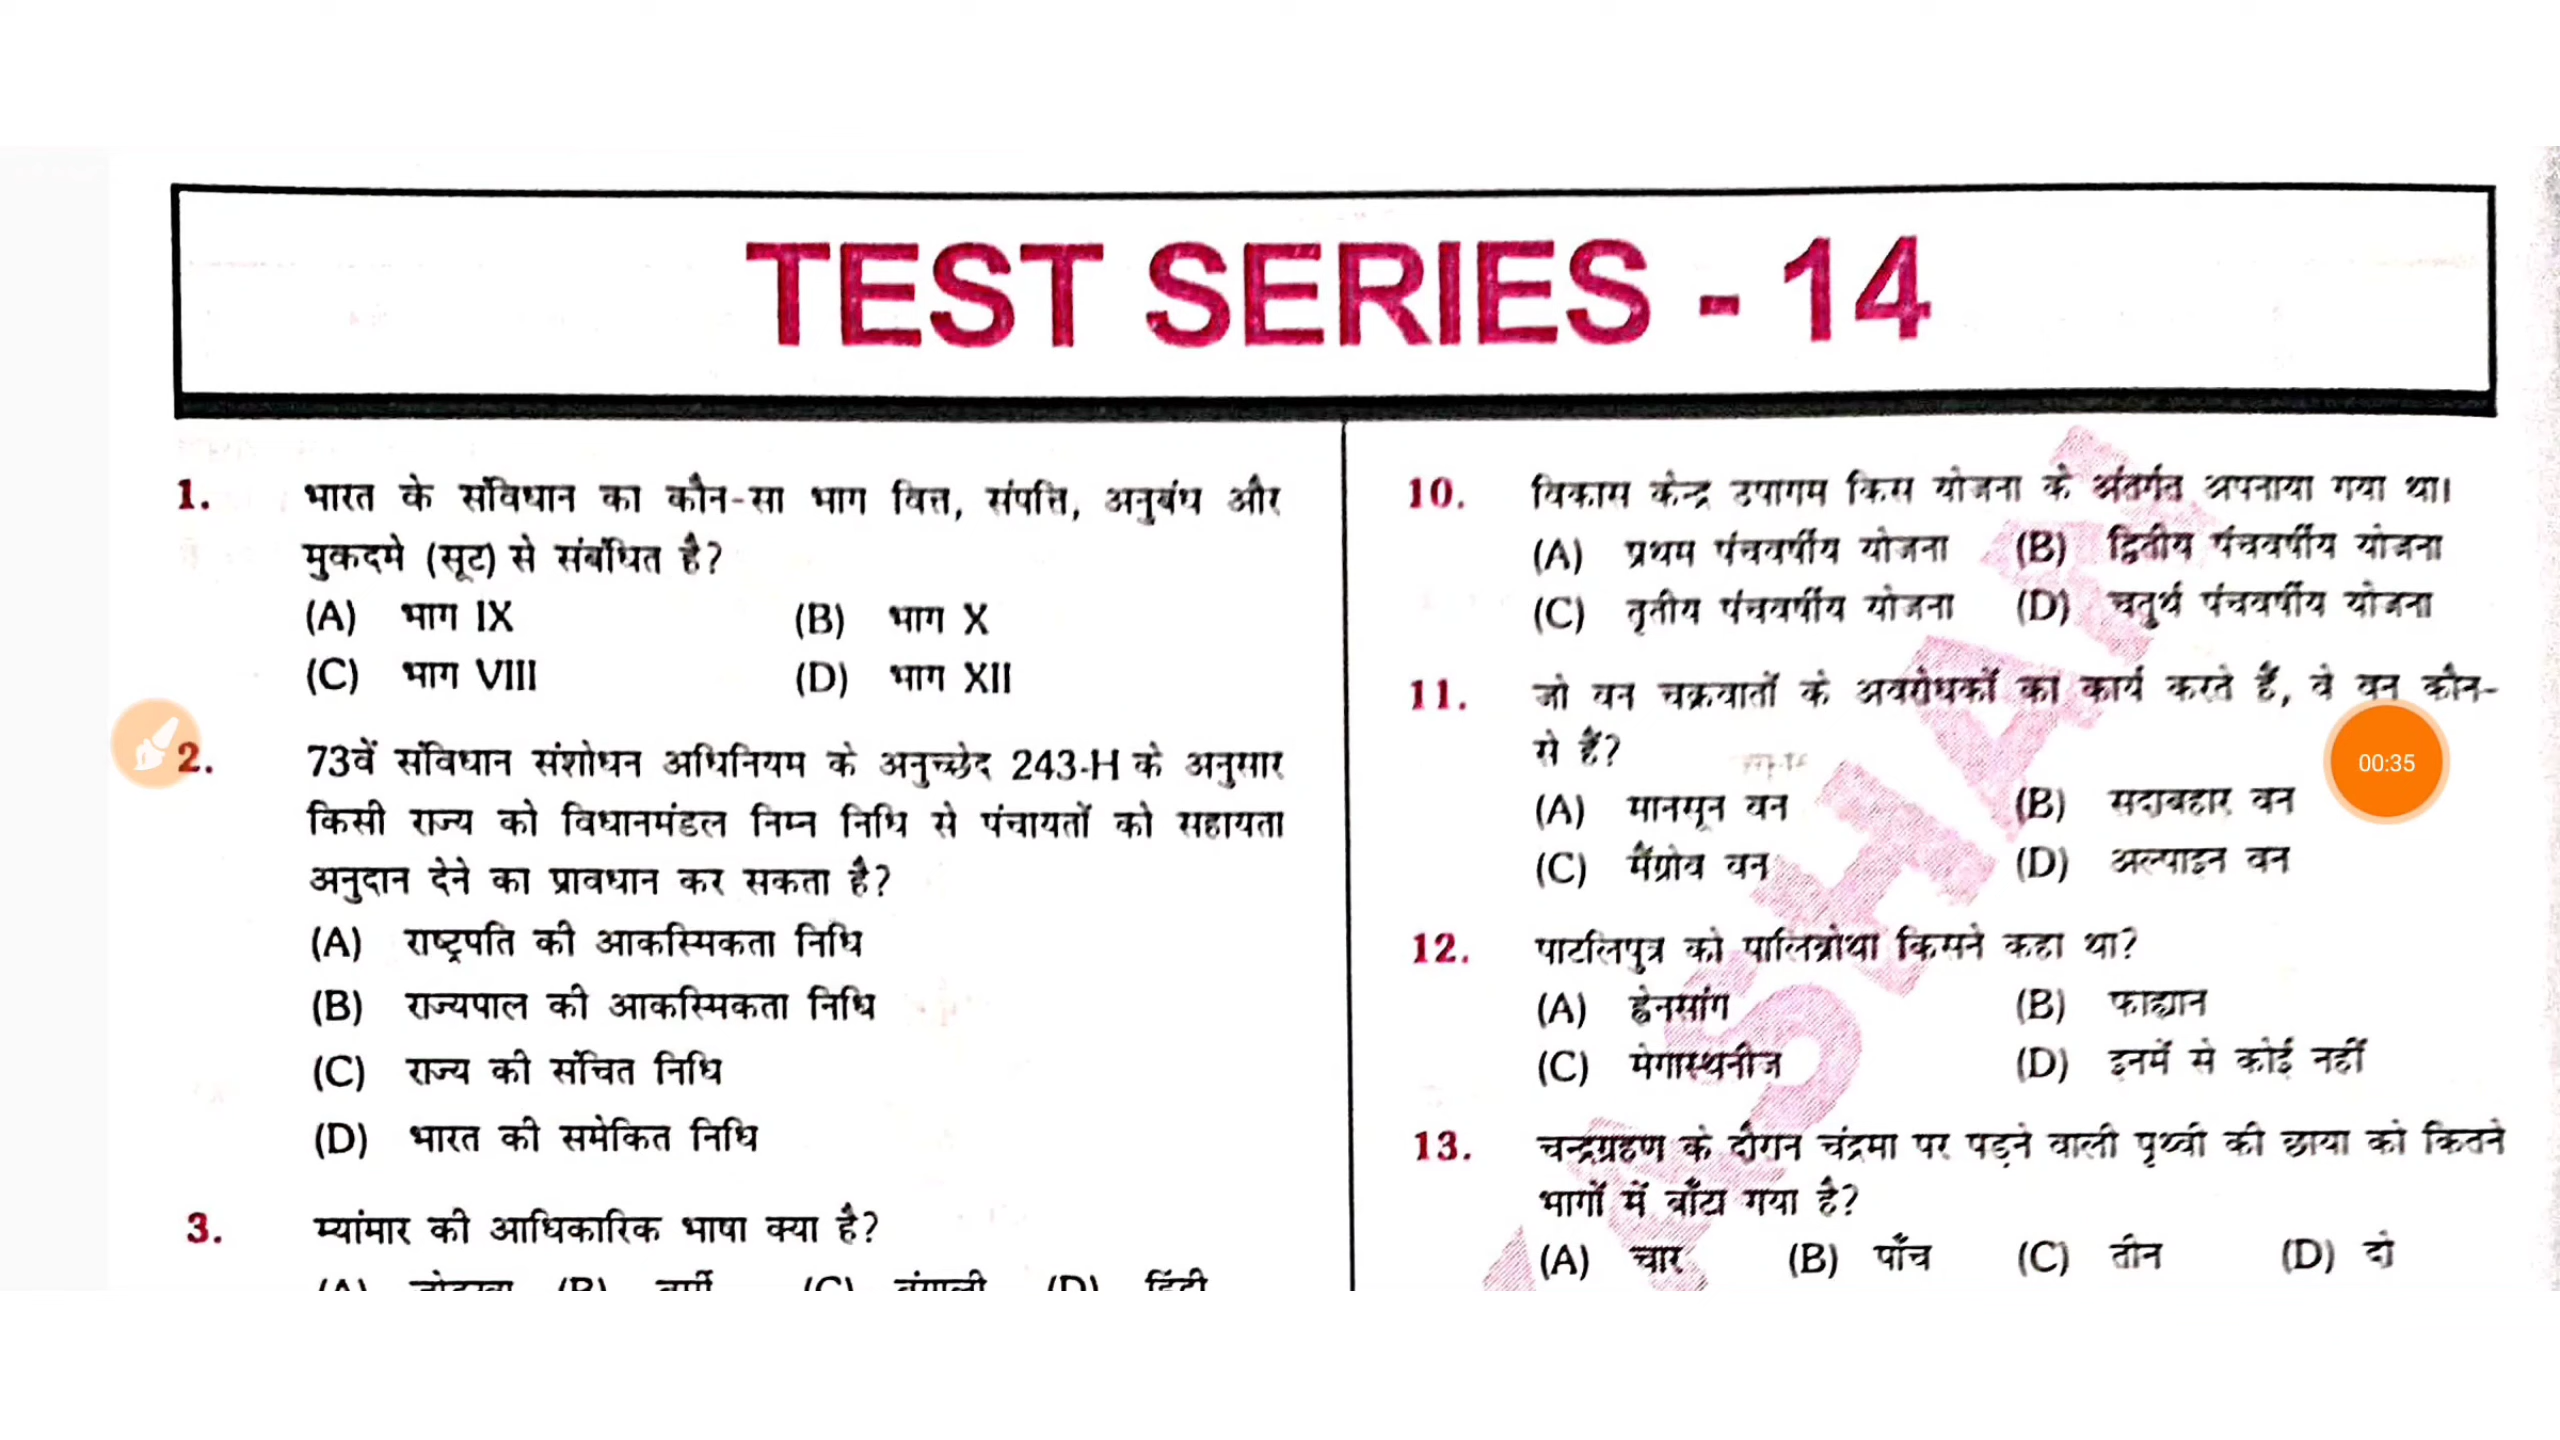 TEST SERIES - 14
1. भारत के संविधान का कौन-सा भाग वित्त, संपत्ति, अनुबंध और
मुकदमे (सूट) से संबंधित है?
(A) भाग IX (B) भाग X
(C) भाग VIII (D) भाग XII
2. 73वें संविधान संशोधन अधिनियम के अनुच्छेद 243-H के अनुसार
किसी राज्य को विधानमंडल निम्न निधि से पंचायतों को सहायता
अनुदान देने का प्रावधान कर सकता है?
(A) राष्ट्रपति की आकस्मिकता निधि
(B) राज्यपाल की आकस्मिकता निधि
(C) राज्य की संचित निधि
(D) भारत की समेकित निधि
3. म्यांमार की आधिकारिक भाषा क्या है?
(A) (B) बर्मी (C) बंगाली (D) हिंदी
10. विकास केन्द्र उपागम किस योजना के अंतर्गत अपनाया गया था।
(A) प्रथम पंचवर्षीय योजना (B) द्वितीय पंचवर्षीय योजना
(C) तृतीय पंचवर्षीय योजना (D) चतुर्थ पंचवर्षीय योजना
11. जो वन चक्रवातों के अवरोधकों का कार्य करते हैं, वे वन कौन-
से हैं?
(A) मानसून वन (B) सदाबहार वन
(C) मैंग्रोव वन (D) अल्पाइन वन
00:35
12. पाटलिपुत्र को पालिब्रोथा किसने कहा था?
(A) ह्वेनसांग (B) फाह्यान
(C) मेगास्थनीज (D) इनमें से कोई नहीं
13. चन्द्रग्रहण के दौरान चंद्रमा पर पड़ने वाली पृथ्वी की छाया को कितने
भागों में बाँटा गया है?
(A) चार (B) पाँच (C) तीन (D) दो